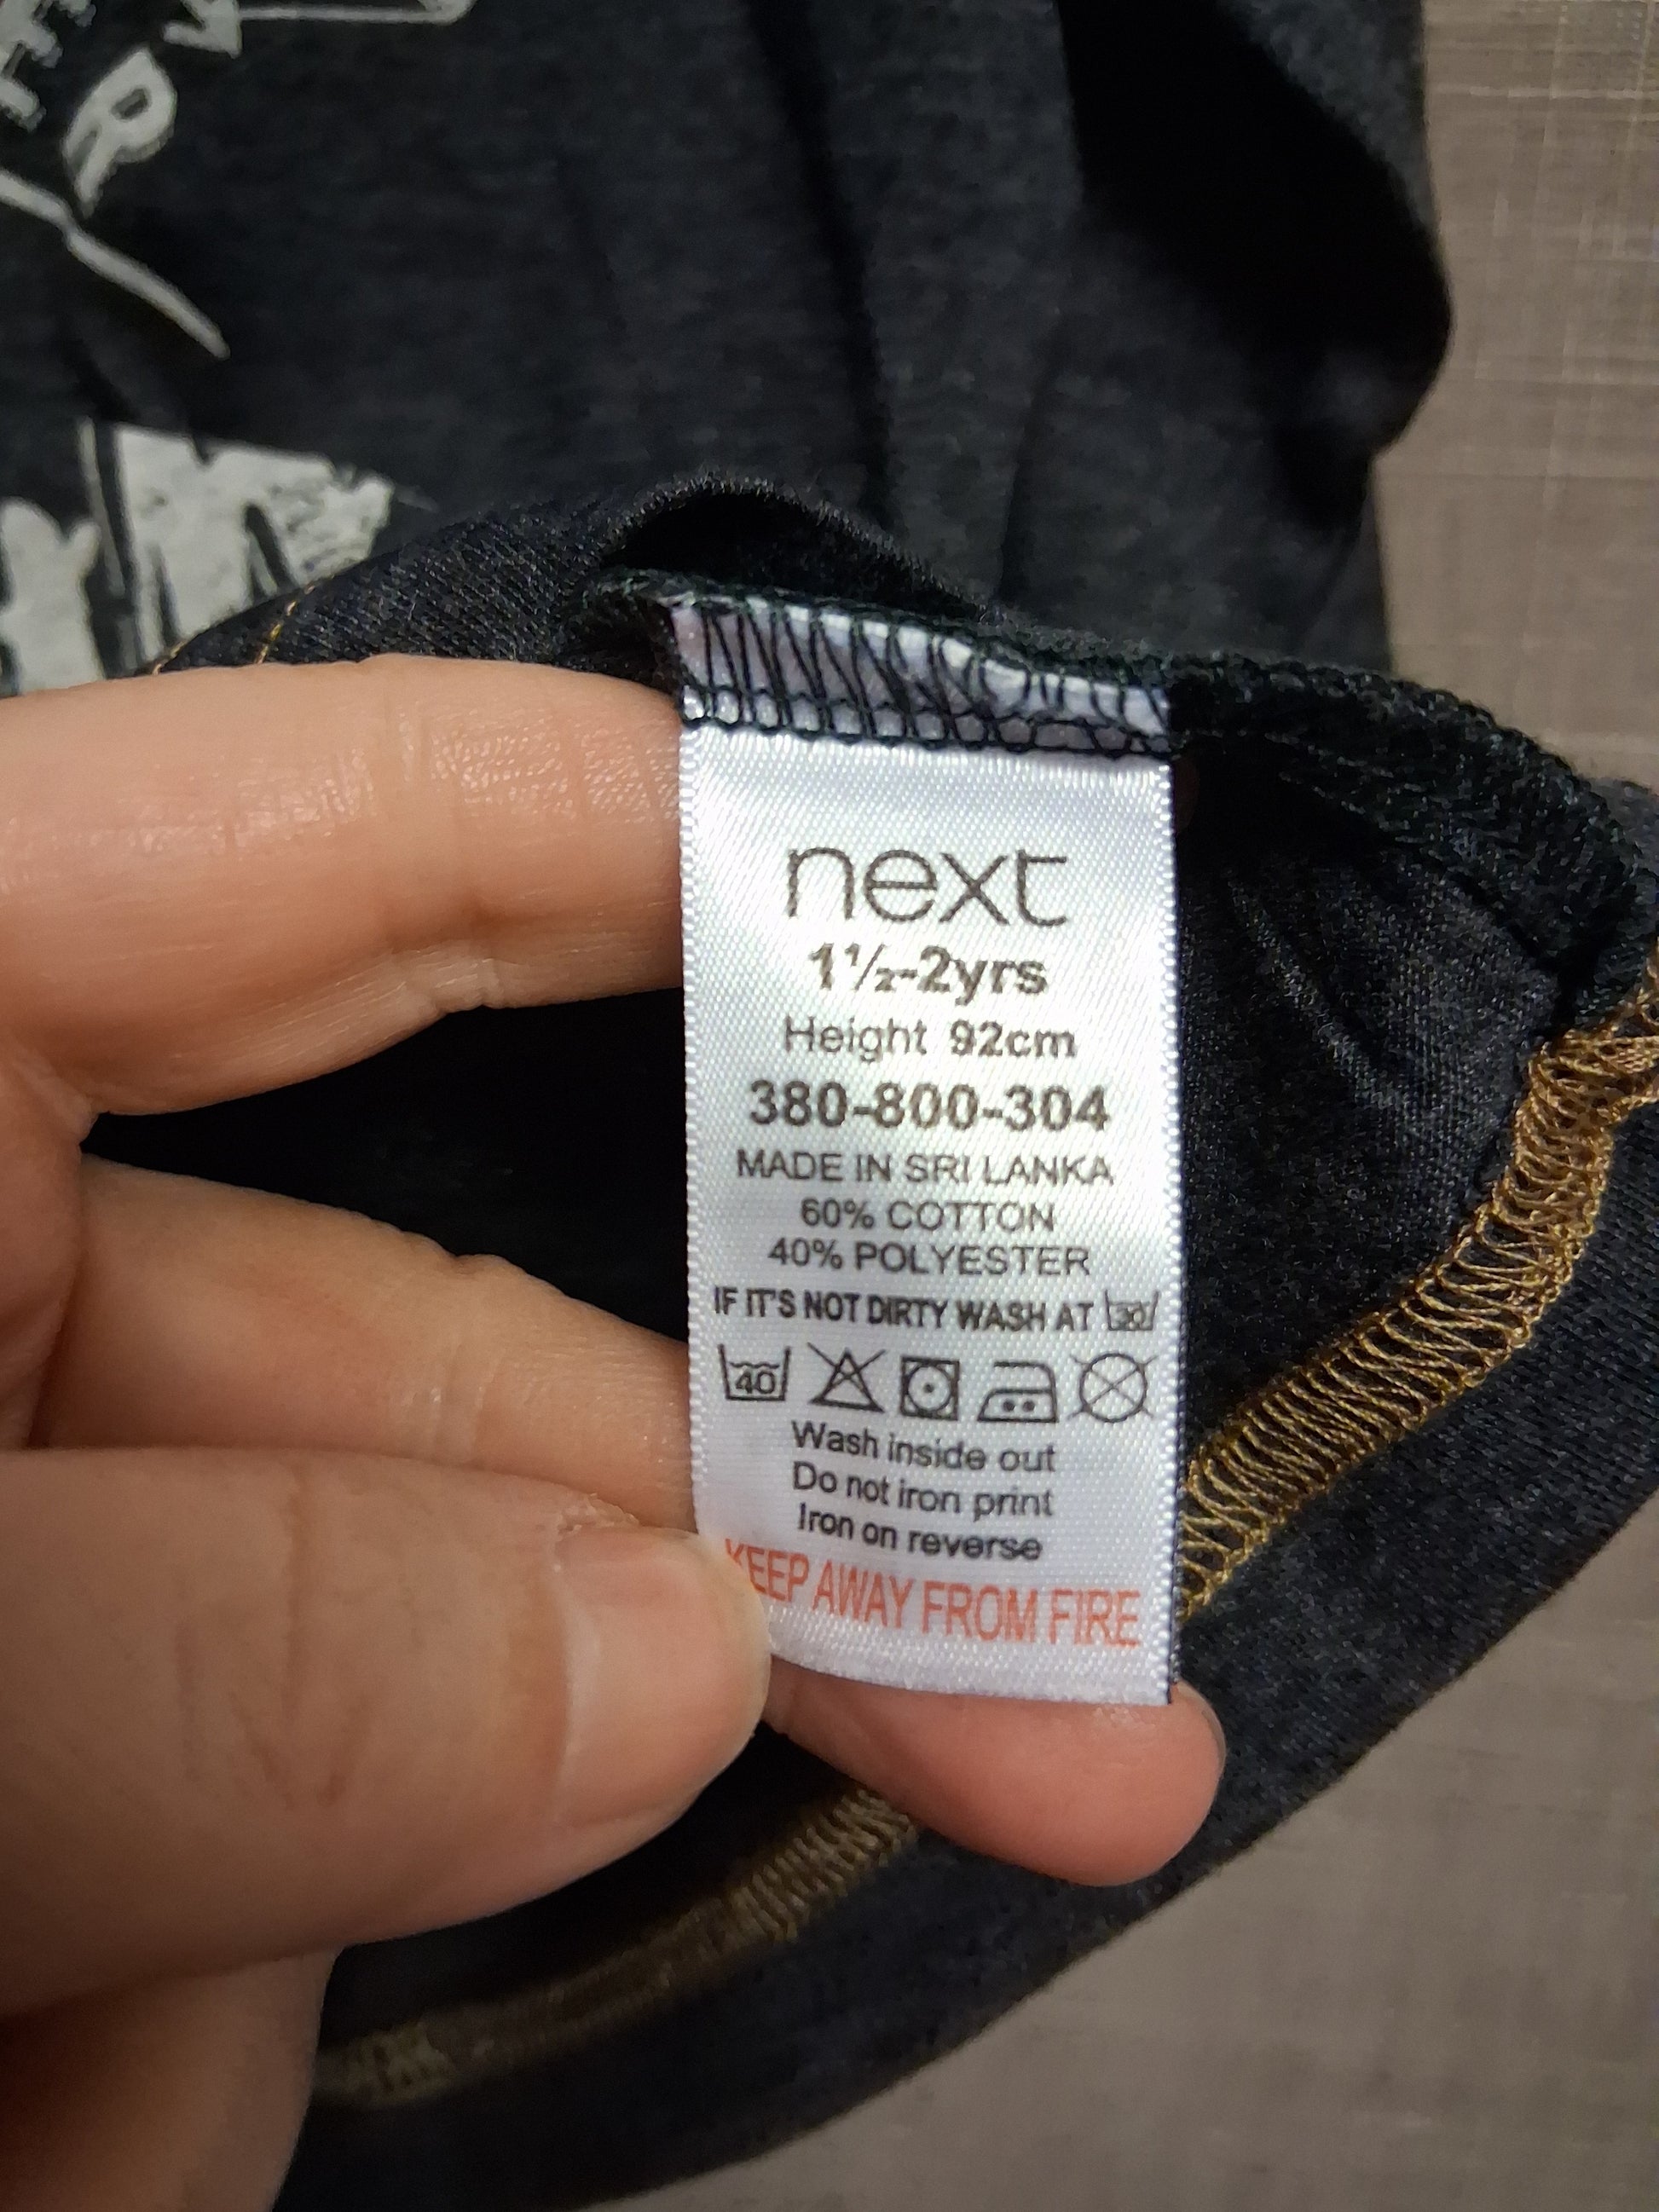 R
next
1½-2yrs
Height 92cm
380-800-304
MADE IN SRI LANKA
60% COTTON
40% POLYESTER
IF IT'S NOT DIRTY WASH AT 30
40
Wash inside out
Do not iron print
Iron on reverse
KEEP AWAY FROM FIRE